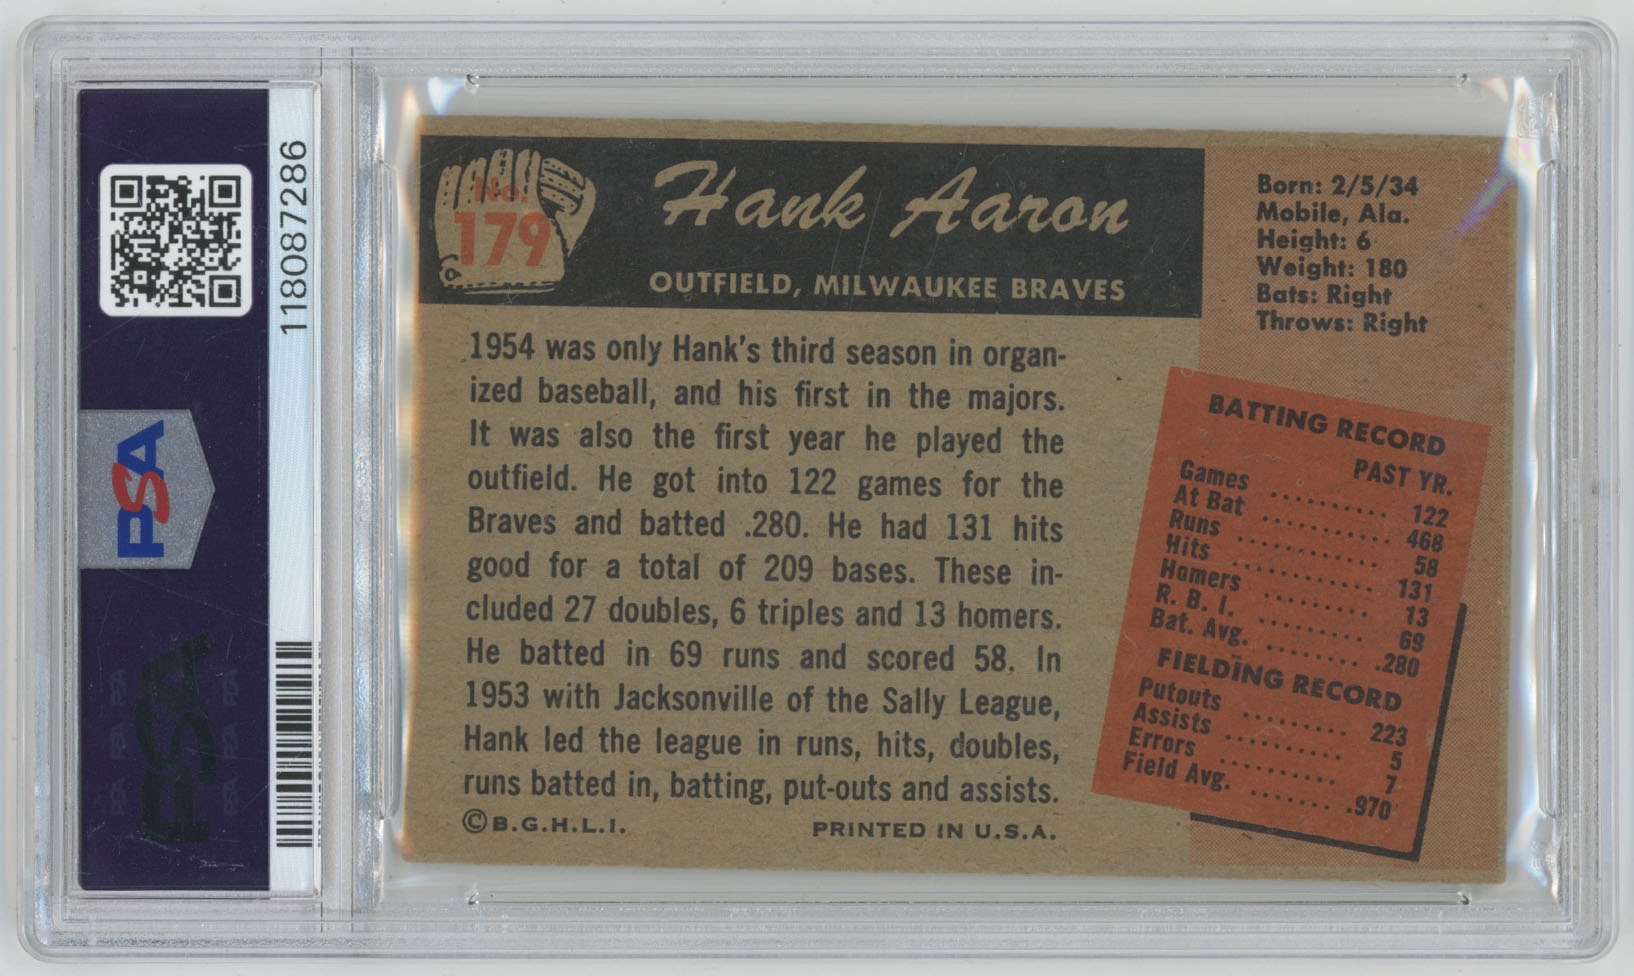 118087286
PSA
PSA
No.
179
Hank Aaron
OUTFIELD, MILWAUKEE BRAVES
Born: 2/5/34
Mobile, Ala.
Height: 6
Weight: 180
Bats: Right
Throws: Right
1954 was only Hank's third season in organ-
ized baseball, and his first in the majors.
It was also the first year he played the
outfield. He got into 122 games for the
Braves and batted .280. He had 131 hits
good for a total of 209 bases. These in-
cluded 27 doubles, 6 triples and 13 homers.
He batted in 69 runs and scored 58. In
1953 with Jacksonville of the Sally League,
Hank led the league in runs, hits, doubles,
runs batted in, batting, put-outs and assists.
©B.G.H.L.I.
PRINTED IN U.S.A.
BATTING RECORD
PAST YR.
Games ......... 122
At Bat .......... 468
Runs .......... 58
Hits ........... 131
Homers ......... 13
R. B. I. ......... 69
Bat. Avg. ........ .280
FIELDING RECORD
Putouts ......... 223
Assists .......... 5
Errors .......... 7
Field Avg. ....... .970